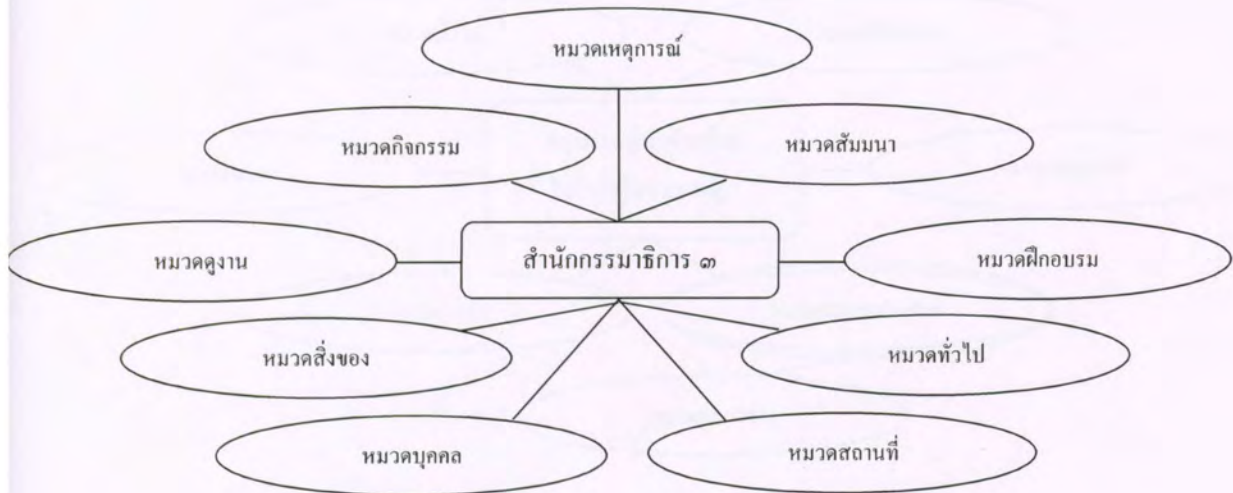 หมวดเหตุการณ์
หมวดกิจกรรม
หมวดสัมมนา
หมวดดูงาน
สำนักกรรมาธิการ ๓
หมวดฝึกอบรม
หมวดสิ่งของ
หมวดทั่วไป
หมวดบุคคล
หมวดสถานที่